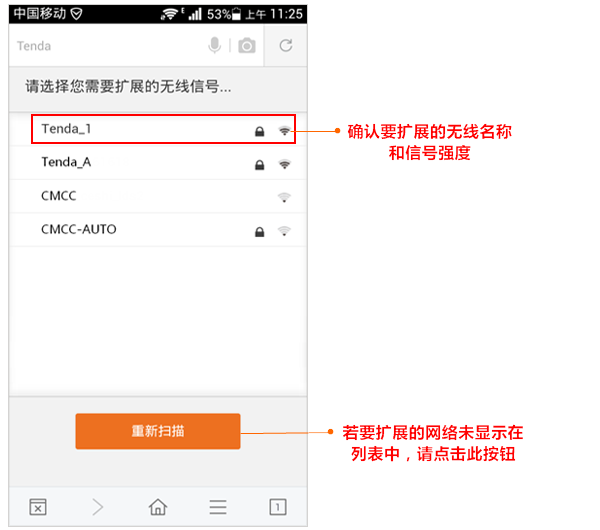 中国移动 E 53% 上午 11:25
Tenda
请选择您需要扩展的无线信号...
Tenda_1
确认要扩展的无线名称
和信号强度
Tenda_A
CMCC
CMCC-AUTO
重新扫描
若要扩展的网络未显示在
列表中，请点击此按钮
1